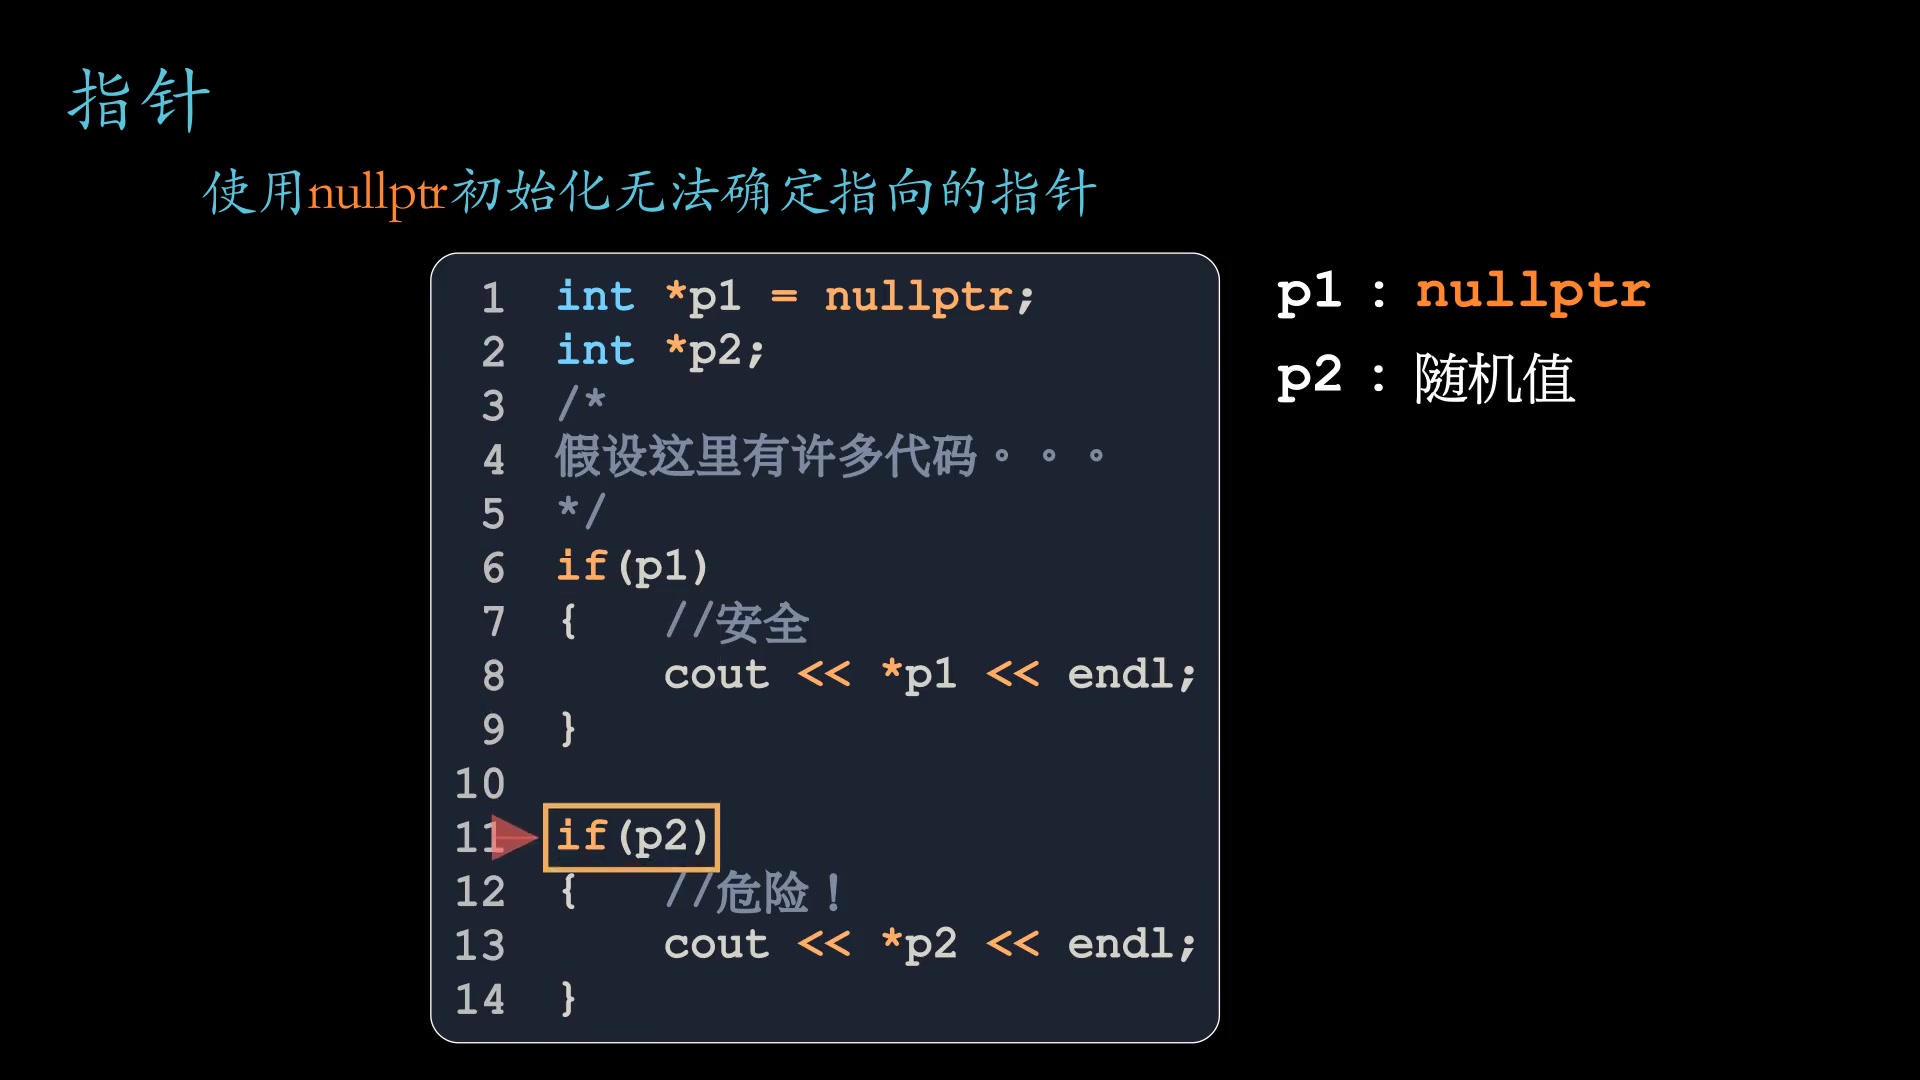 指针
使用nullptr初始化无法确定指向的指针
1 int *p1 = nullptr;
2 int *p2;
3 /*
4 假设这里有许多代码。。。
5 */
6 if(p1)
7 { //安全
8 cout << *p1 << endl;
9 }
10
11 if(p2)
12 { //危险！
13 cout << *p2 << endl;
14 }
p1 : nullptr
p2 : 随机值